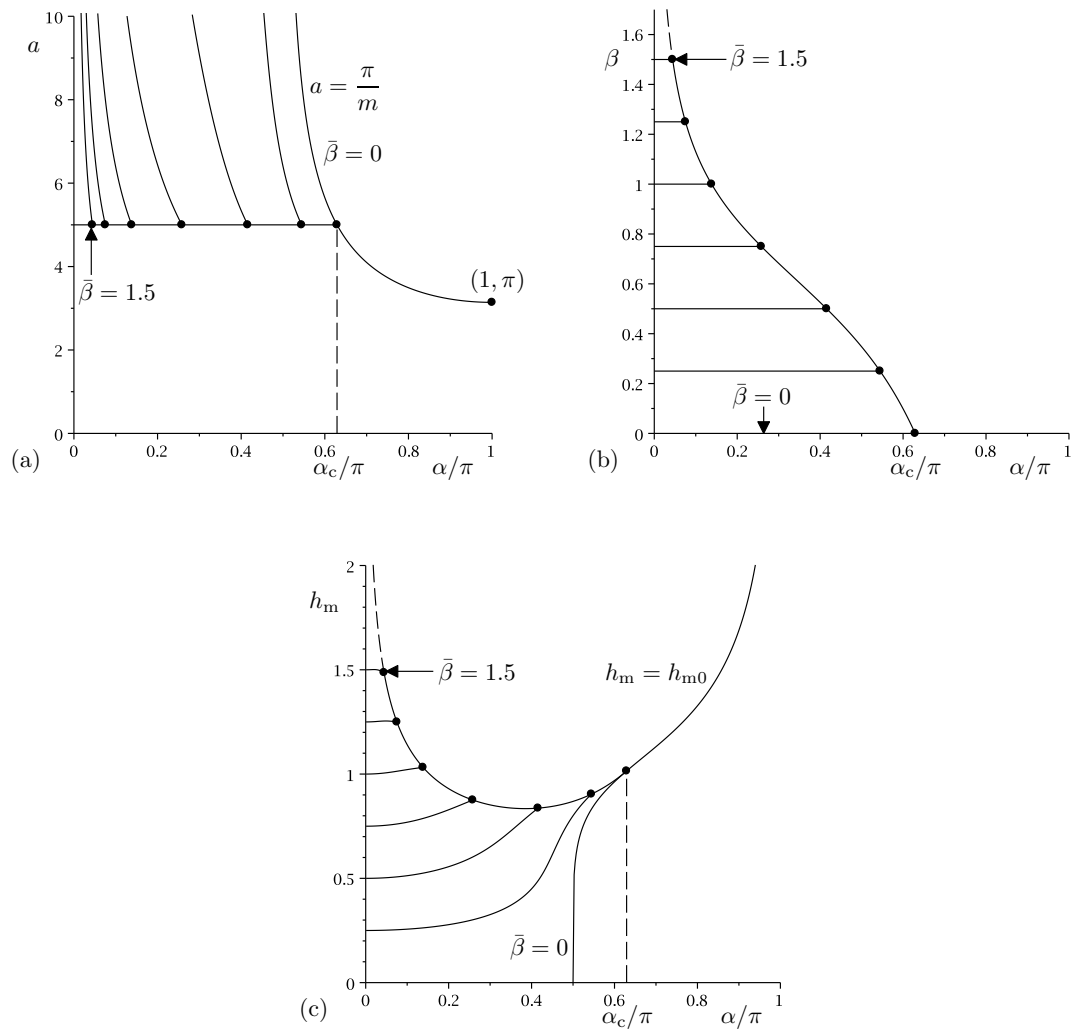 10
a
8
6
4
2
0
a = π/m
β̄ = 0
(1, π)
β̄ = 1.5
0 0.2 0.4 0.6 0.8 1
α_c/π α/π
(a)
1.6
β
1.4
1.2
1
0.8
0.6
0.4
0.2
0
β̄ = 1.5
β̄ = 0
0 0.2 0.4 0.6 0.8 1
α_c/π α/π
(b)
2
h_m
1.5
1
0.5
0
β̄ = 1.5
h_m = h_m0
β̄ = 0
0 0.2 0.4 0.6 0.8 1
α_c/π α/π
(c)